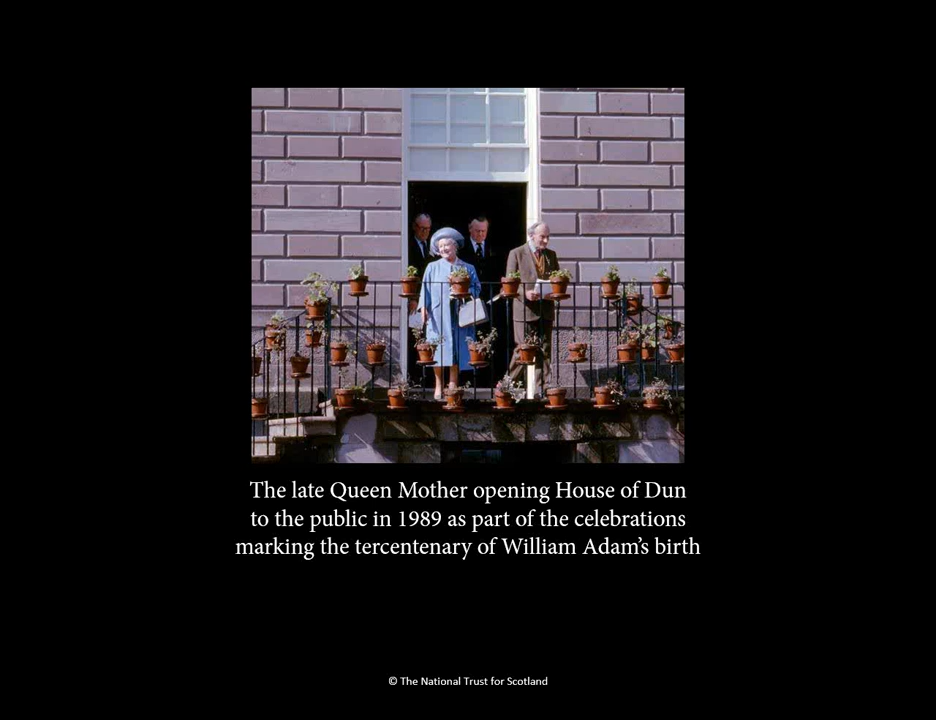 The late Queen Mother opening House of Dun
to the public in 1989 as part of the celebrations
marking the tercentenary of William Adam's birth
© The National Trust for Scotland